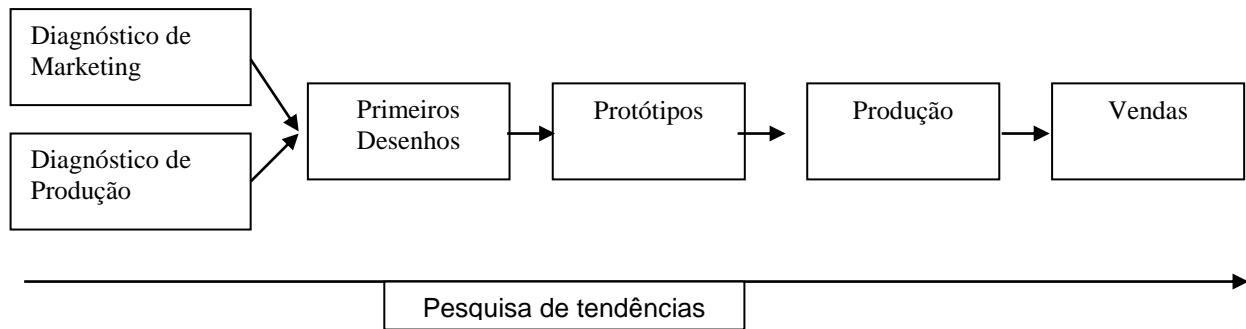 Diagnóstico de
Marketing
Diagnóstico de
Produção
Primeiros
Desenhos
Protótipos
Produção
Vendas
Pesquisa de tendências